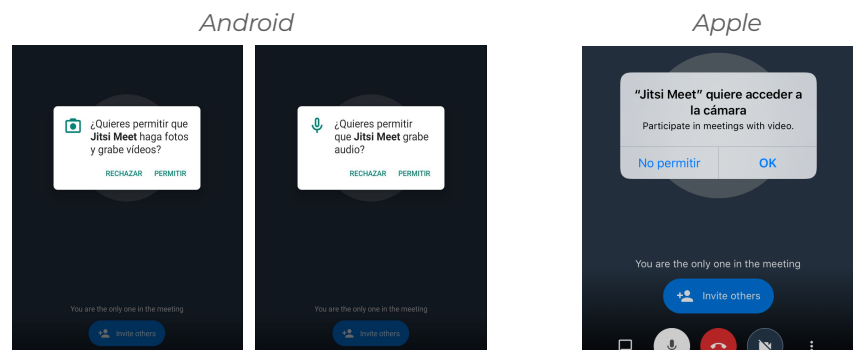 Android
Apple
¿Quieres permitir que
Jitsi Meet haga fotos
y grabe vídeos?
RECHAZAR PERMITIR
You are the only one in the meeting
Invite others
¿Quieres permitir
que Jitsi Meet grabe
audio?
RECHAZAR PERMITIR
You are the only one in the meeting
Invite others
“Jitsi Meet” quiere acceder a
la cámara
Participate in meetings with video.
No permitir OK
You are the only one in the meeting
Invite others